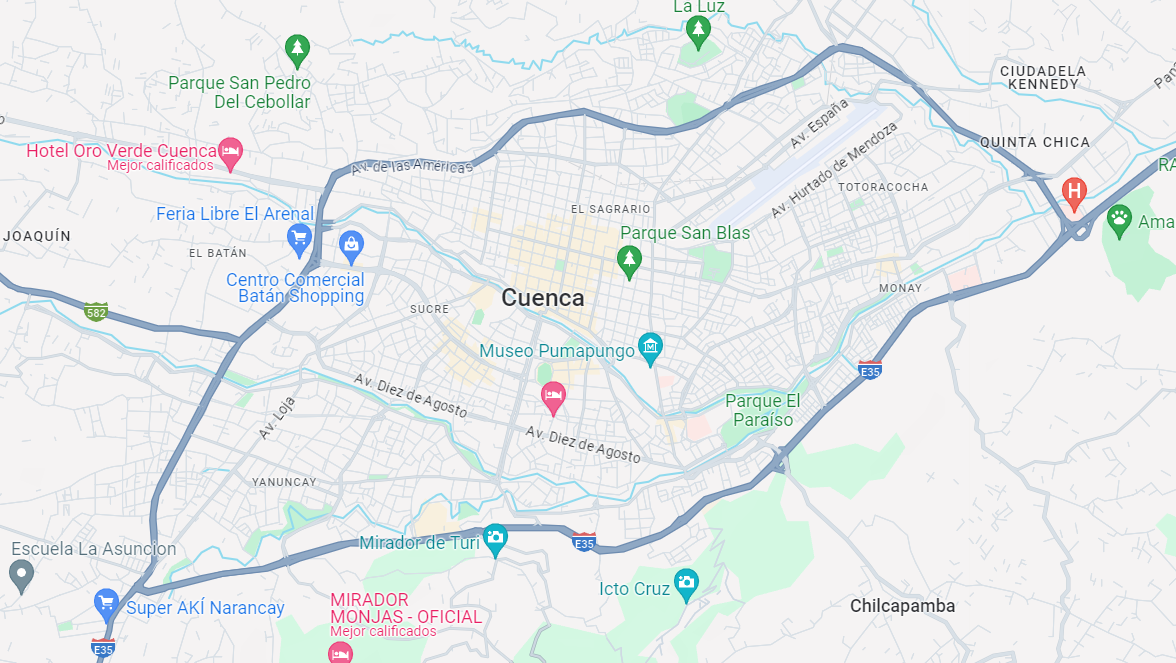 La Luz
Parque San Pedro
Del Cebollar
CIUDADELA
KENNEDY
Av. España
Hotel Oro Verde Cuenca
Mejor calificados
Av. de las Américas
Av. Hurtado de Mendoza
QUINTA CHICA
H
TOTORACOCHA
Feria Libre El Arenal
EL SAGRARIO
JOAQUÍN
EL BATÁN
Parque San Blas
Centro Comercial
Batán Shopping
Cuenca
MONAY
582
SUCRE
Museo Pumapungo
E35
Av. Diez de Agosto
Parque El
Paraíso
Av. Loja
Av. Diez de Agosto
YANUNCAY
Escuela La Asuncion
Mirador de Turi
E35
Icto Cruz
Super AKÍ Narancay
MIRADOR
MONJAS - OFICIAL
Mejor calificados
Chilcapamba
E35